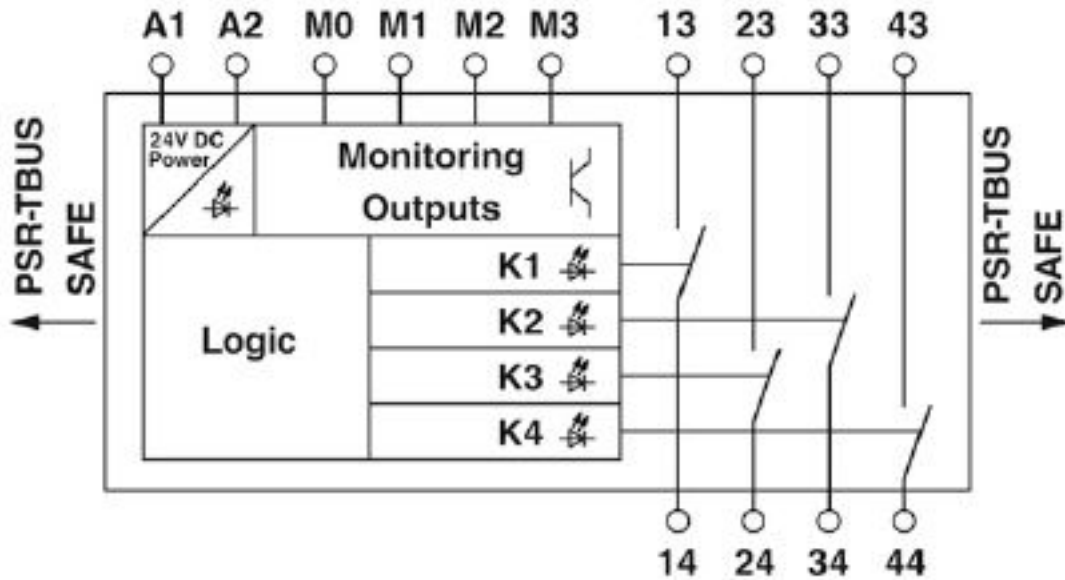 A1 A2 M0 M1 M2 M3 13 23 33 43
24V DC
Power
Monitoring
Outputs
PSR-TBUS
SAFE
K1
K2
Logic
K3
K4
PSR-TBUS
SAFE
14 24 34 44